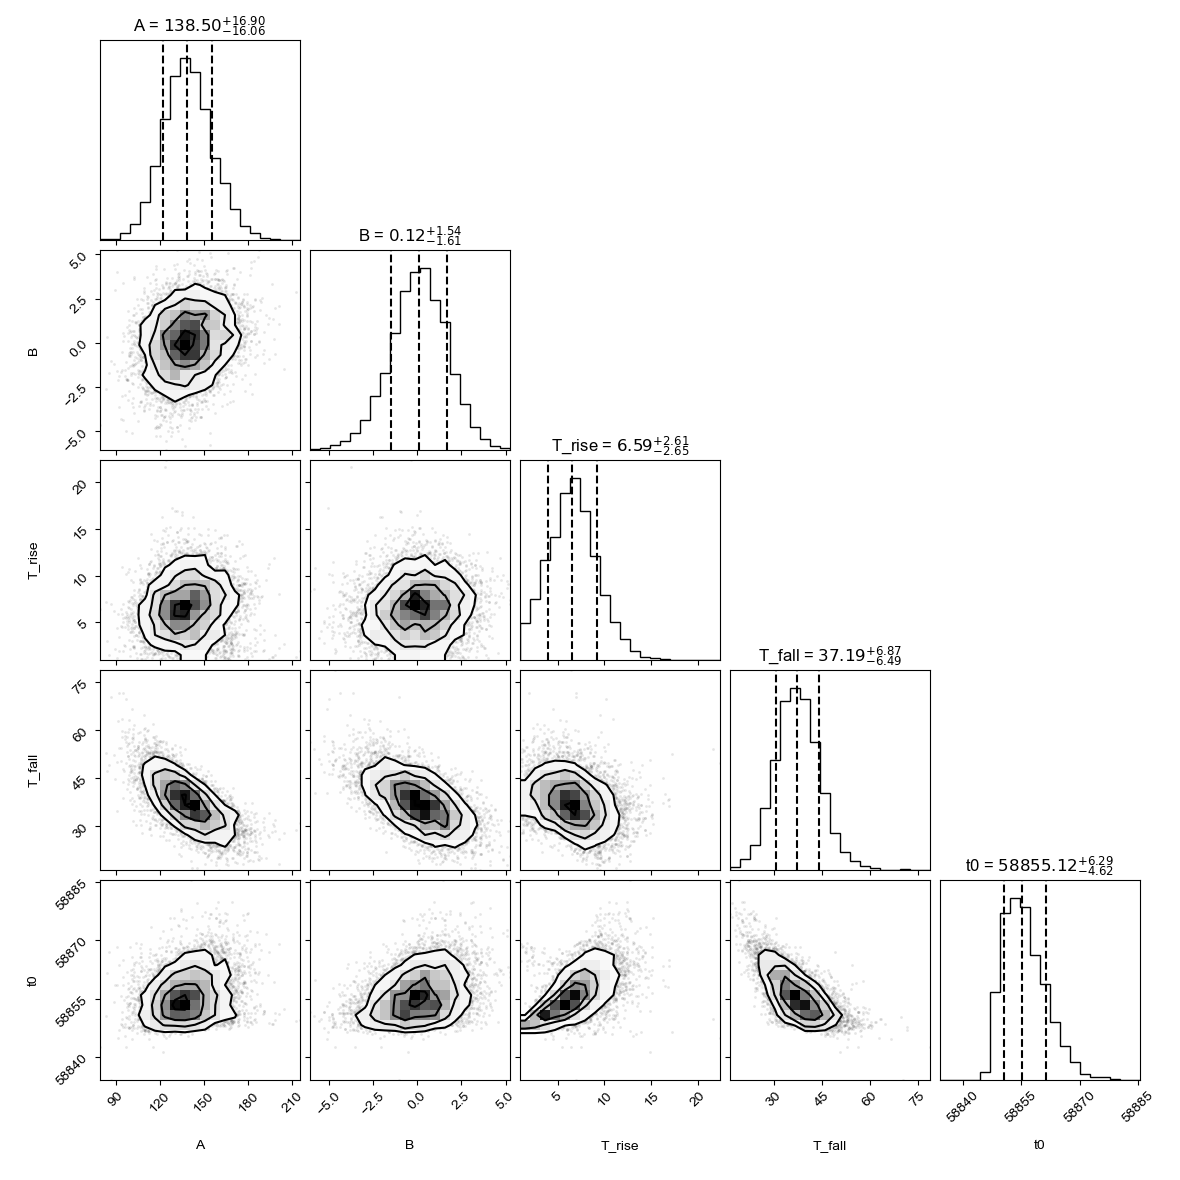 A = 138.50+16.90−16.06
B = 0.12+1.54−1.61
5.0
2.5
0.0
−2.5
−5.0
B
T_rise = 6.59+2.61−2.65
20
15
10
5
T_rise
T_fall = 37.19+6.87−6.49
75
60
45
30
T_fall
t0 = 58855.12+6.29−4.62
58885
58870
58855
58840
t0
90 120 150 180 210 −5.0 −2.5 0.0 2.5 5.0 5 10 15 20 30 45 60 75 58840 58855 58870 58885
A B T_rise T_fall t0